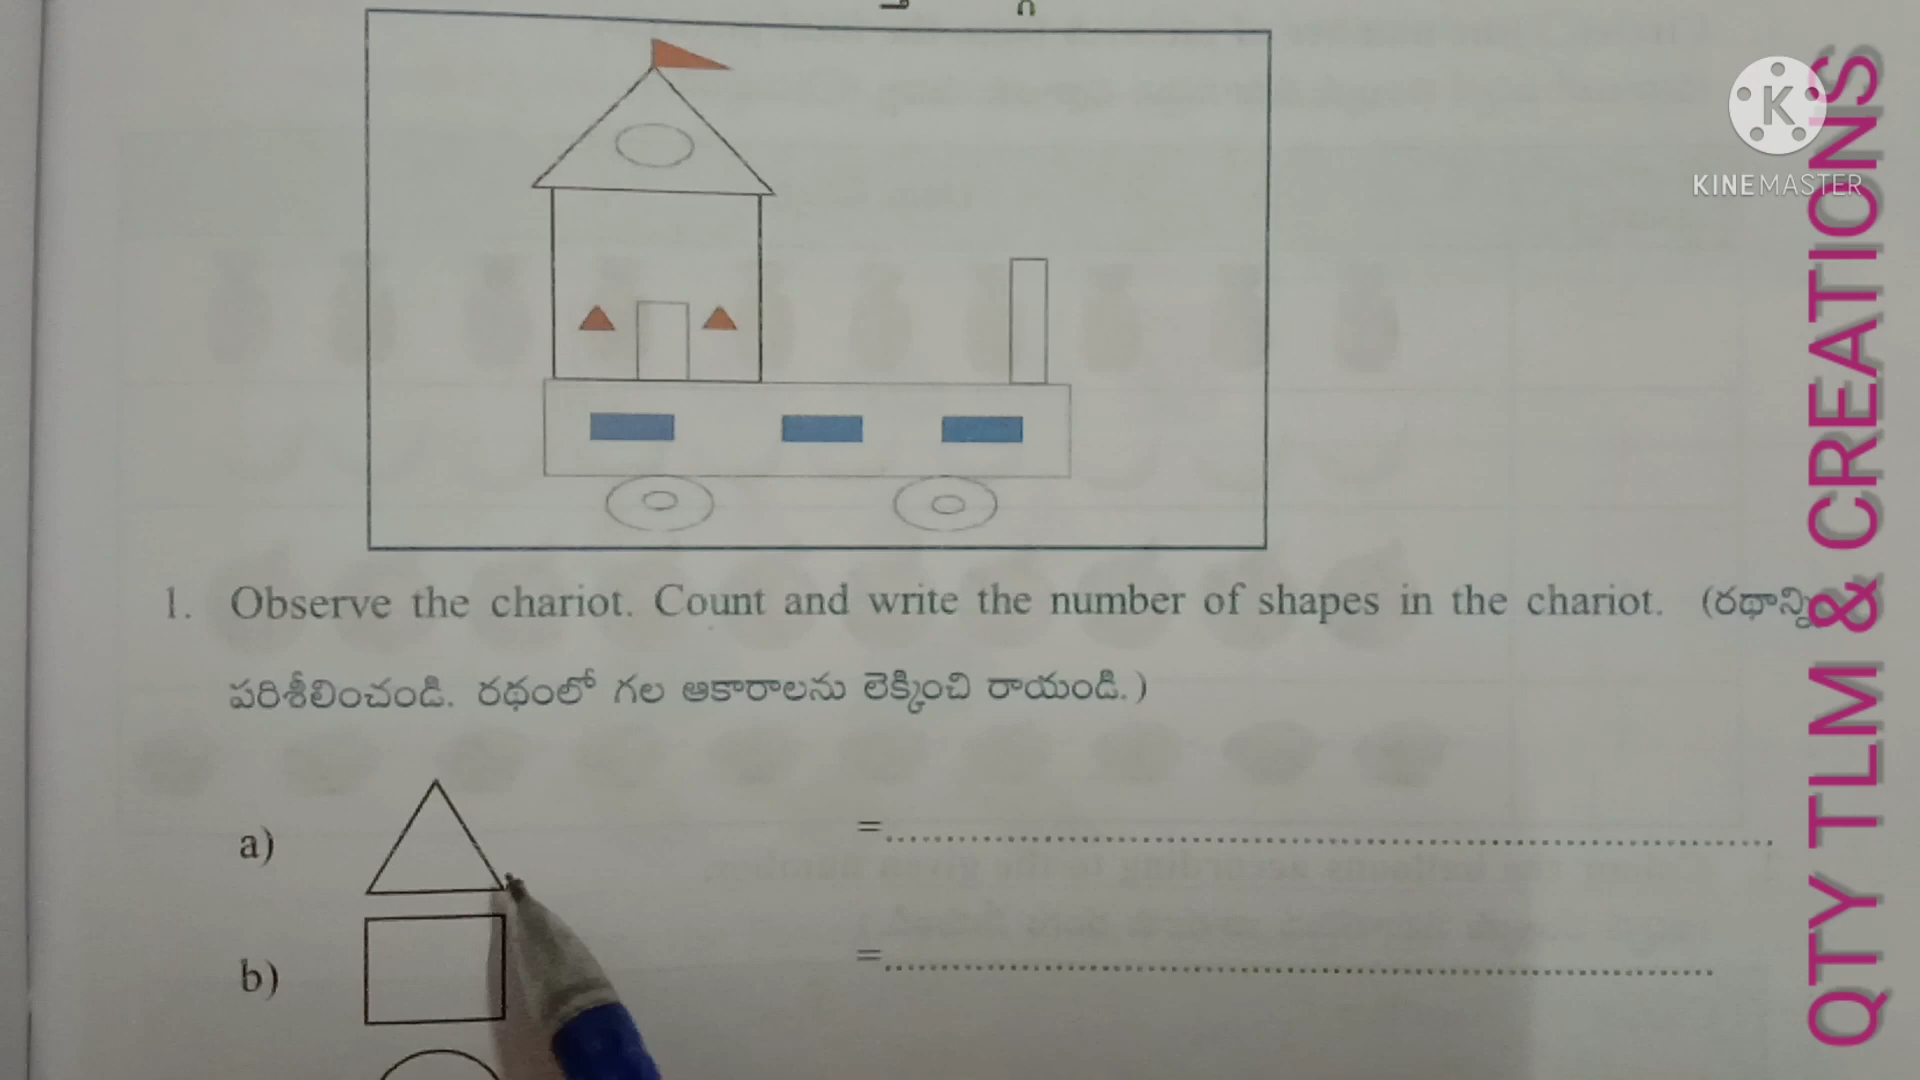 K
KINEMASTER
QTY TLM & CREATIONS
1. Observe the chariot. Count and write the number of shapes in the chariot. (రథాన్ని
పరిశీలించండి. రథంలో గల ఆకారాలను లెక్కించి రాయండి.)
a) =
b) =